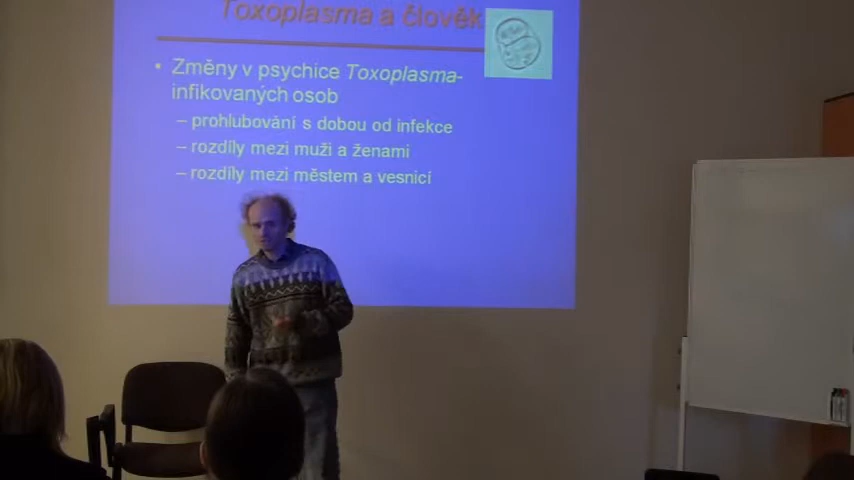 Toxoplasma a člověk
• Změny v psychice Toxoplasma-
infikovaných osob
– prohlubování s dobou od infekce
– rozdíly mezi muži a ženami
– rozdíly mezi městem a vesnicí